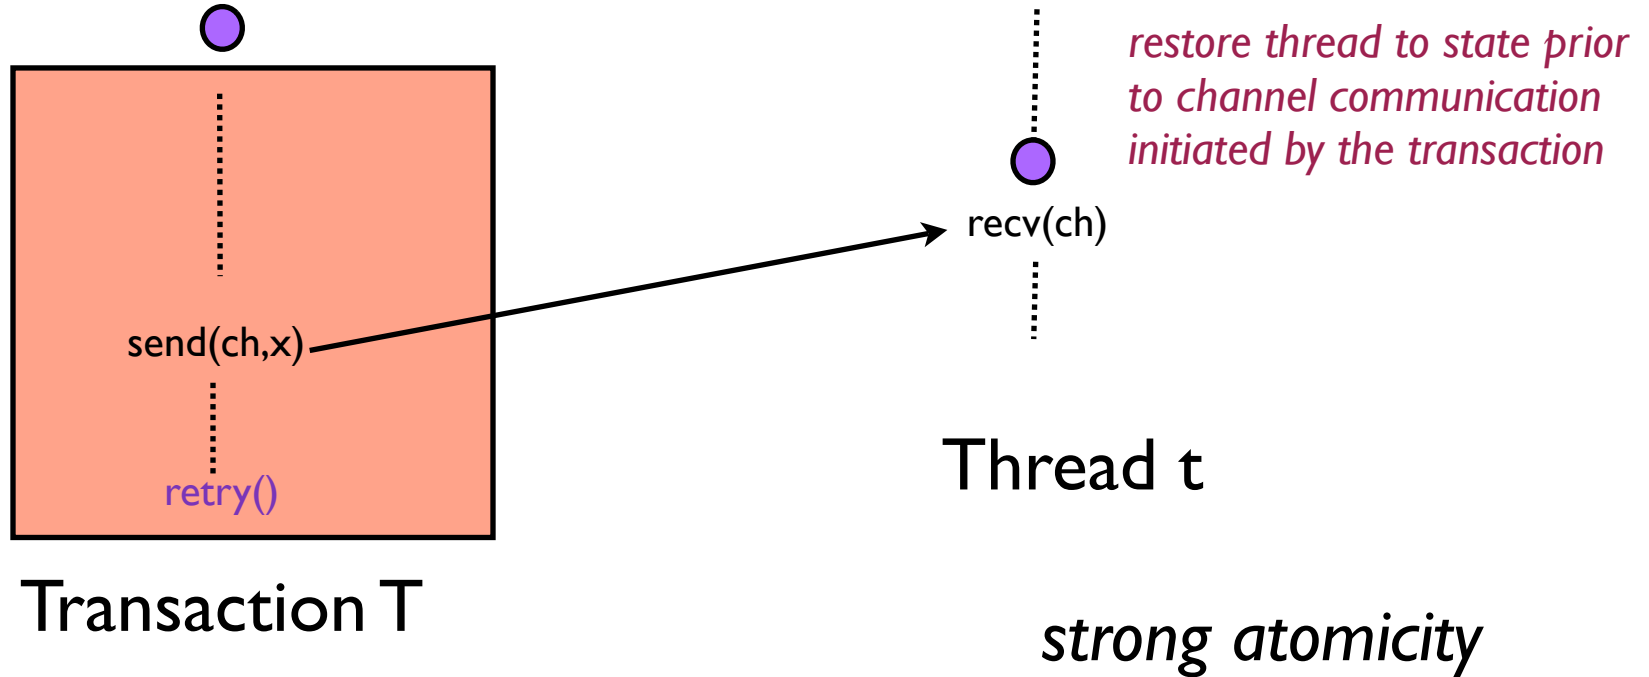 restore thread to state prior
to channel communication
initiated by the transaction
recv(ch)
send(ch,x)
retry()
Thread t
Transaction T
strong atomicity